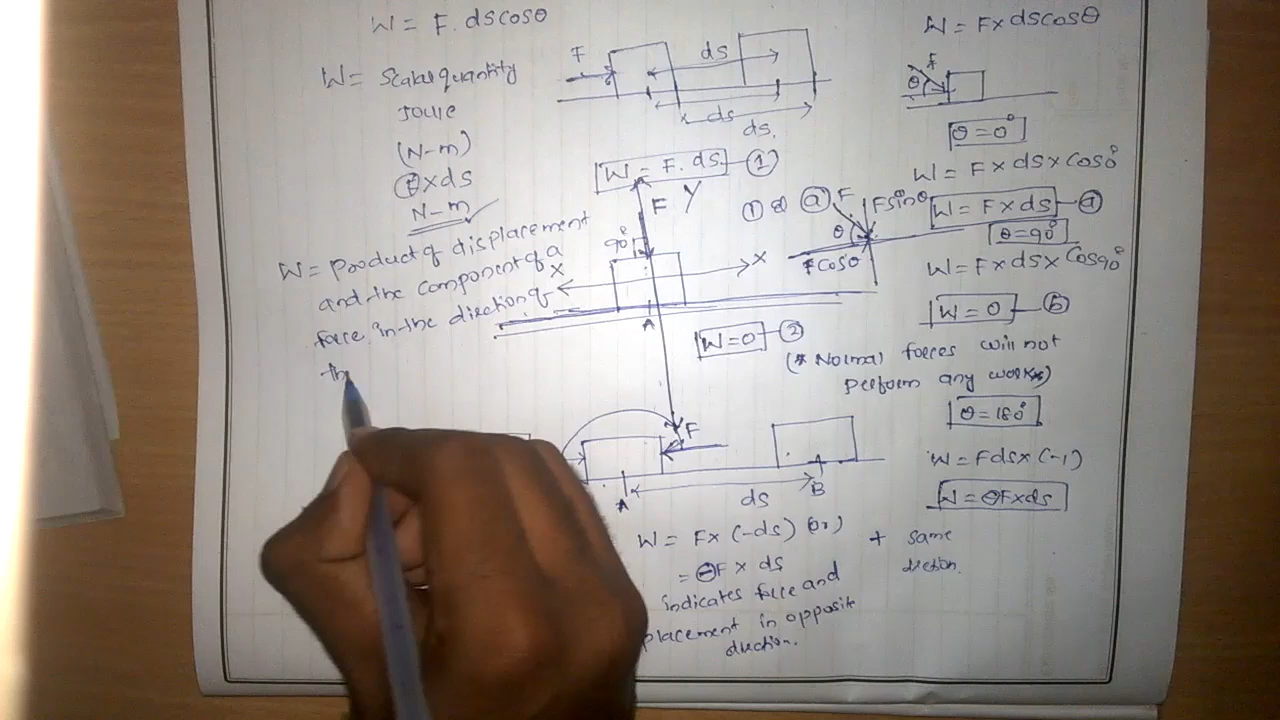 W = F. dscosθ
W = Scalar quantity
Joule
(N-m)
F×ds
N-m
W = product of displacement
and the component of a
force in the direction of
th
F
ds
ds
ds.
W = F. ds. ①
F Y
90°
X
X
A
W=0 ②
F
A
ds
B
W = F× (-ds) (or)
= -F × ds
indicates force and
placement in opposite
direction.
+ same
direction.
W = F×dscosθ
F
θ
θ=0°
W = F×ds×cos0°
① & ⓐ F
Fsinθ
θ
Fcosθ
W = F×ds ⓐ
θ=90°
W = F×ds× cos90°
W=0 ⓑ
(* Normal forces will not
perform any work*)
θ=180°
W = Fds× (-1)
W = -F×ds